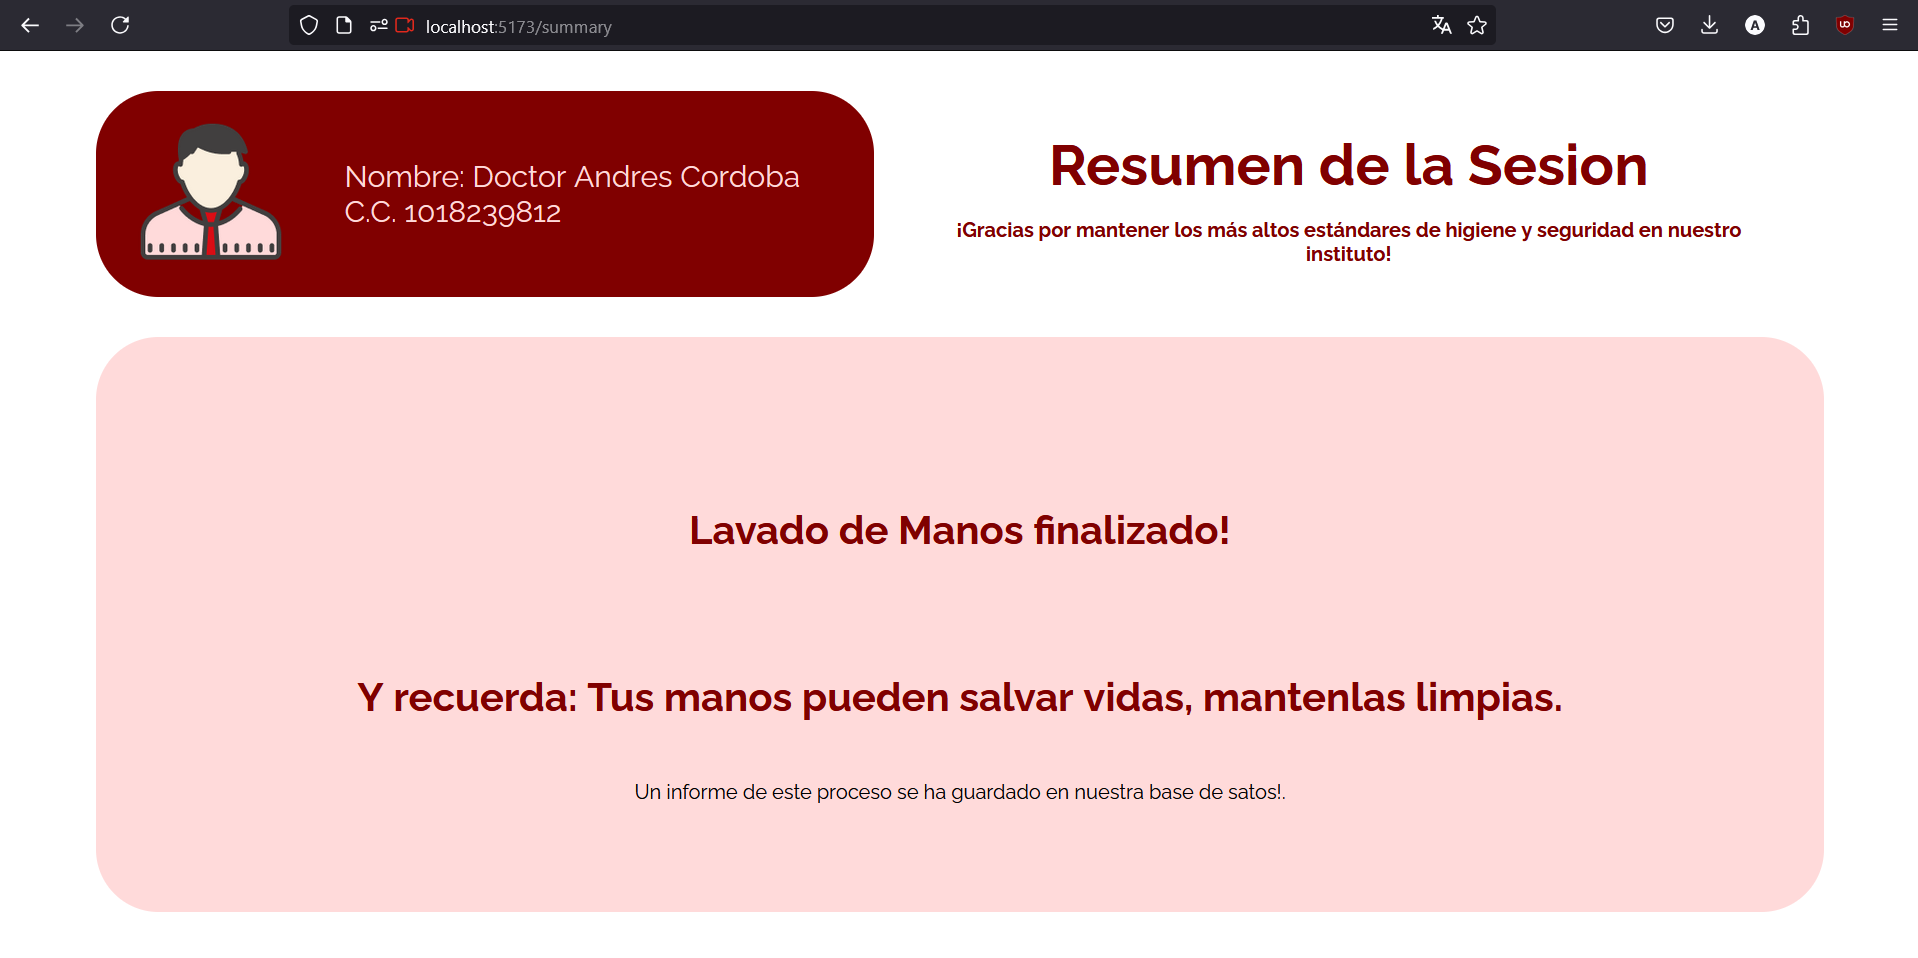 localhost:5173/summary
A
Nombre: Doctor Andres Cordoba
C.C. 1018239812
Resumen de la Sesion
¡Gracias por mantener los más altos estándares de higiene y seguridad en nuestro
instituto!
Lavado de Manos finalizado!
Y recuerda: Tus manos pueden salvar vidas, mantenlas limpias.
Un informe de este proceso se ha guardado en nuestra base de satos!.